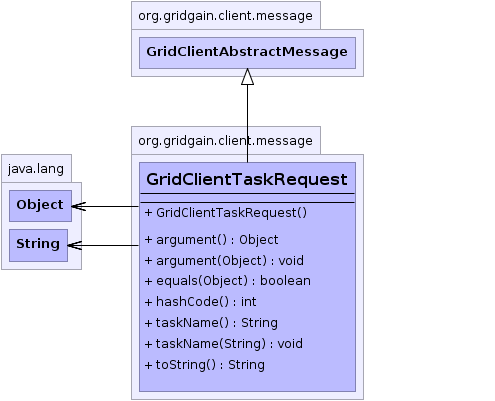 org.gridgain.client.message
GridClientAbstractMessage
org.gridgain.client.message
java.lang
Object
String
GridClientTaskRequest
+ GridClientTaskRequest()
+ argument() : Object
+ argument(Object) : void
+ equals(Object) : boolean
+ hashCode() : int
+ taskName() : String
+ taskName(String) : void
+ toString() : String